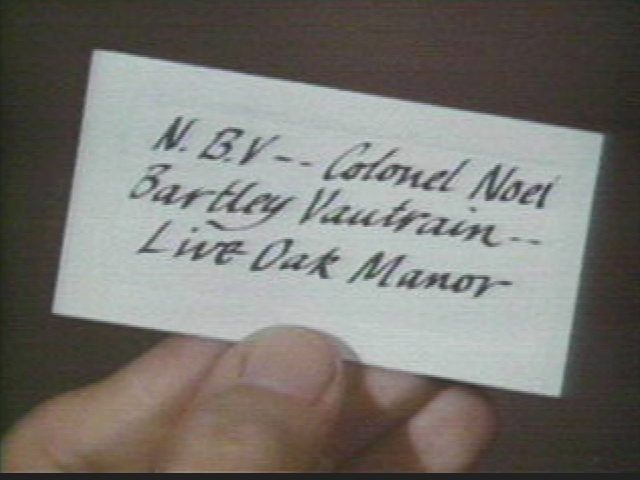 N. B.V -- Colonel Noel
Bartley Vautrain --
Live Oak Manor